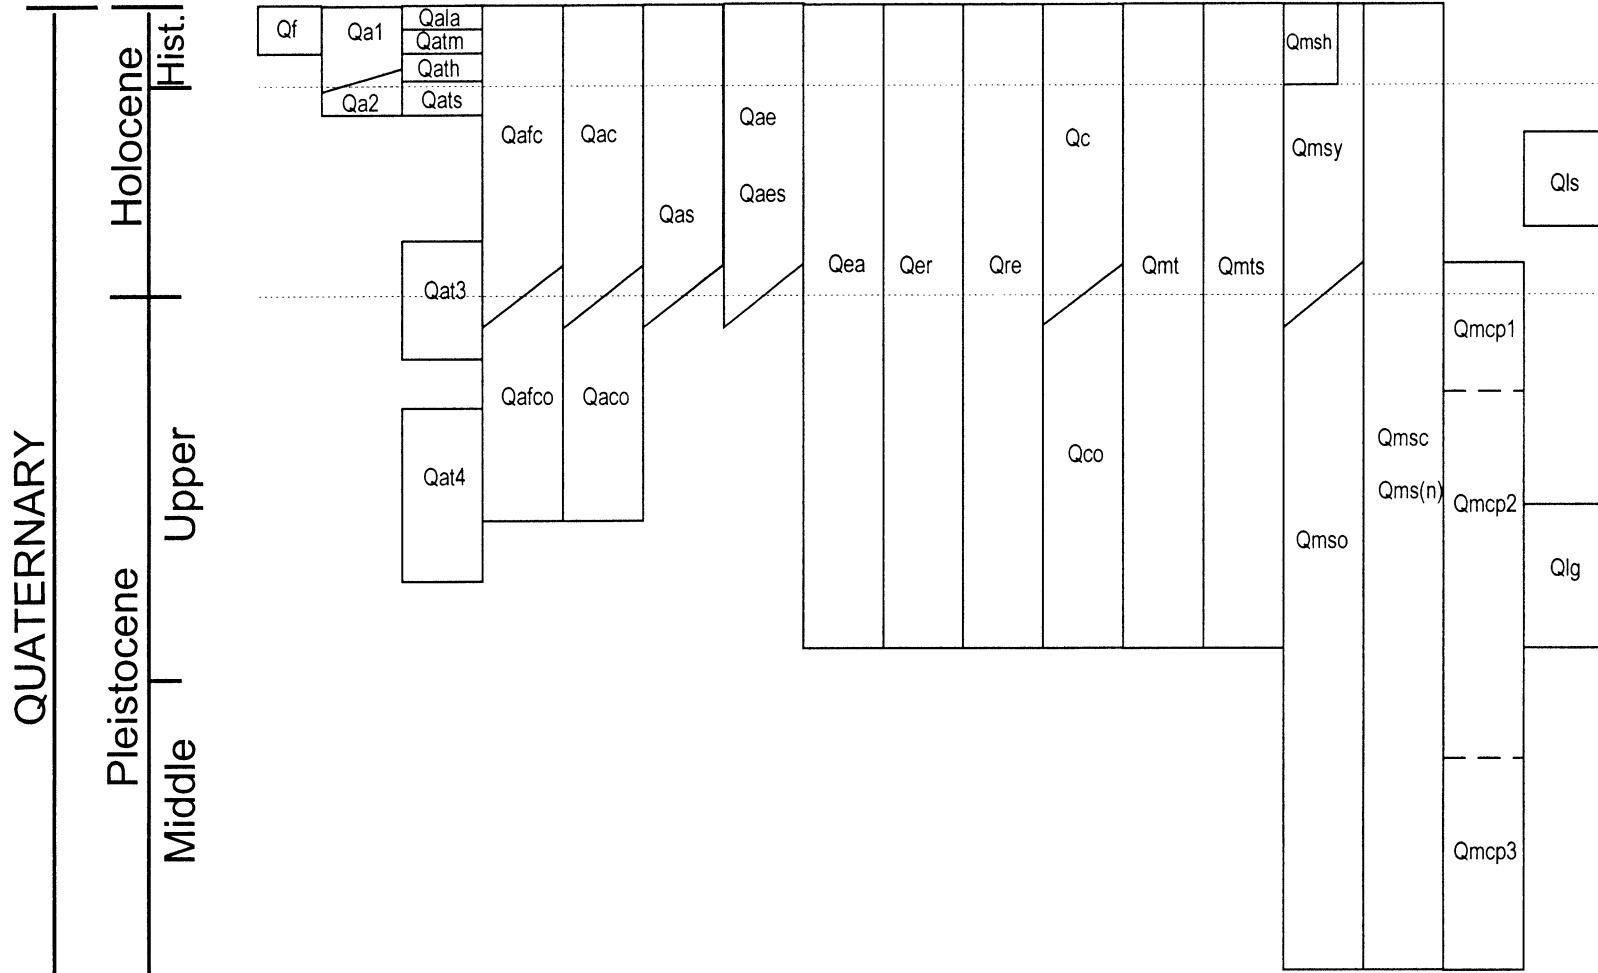 QUATERNARY
Holocene
Pleistocene
Hist.
Upper
Middle
Qf
Qa1
Qa2
Qala
Qatm
Qath
Qats
Qat3
Qat4
Qafc
Qafco
Qac
Qaco
Qas
Qae
Qaes
Qea
Qer
Qre
Qc
Qco
Qmt
Qmts
Qmsh
Qmsy
Qmso
Qmsc
Qms(n)
Qmcp1
Qmcp2
Qmcp3
Qls
Qlg